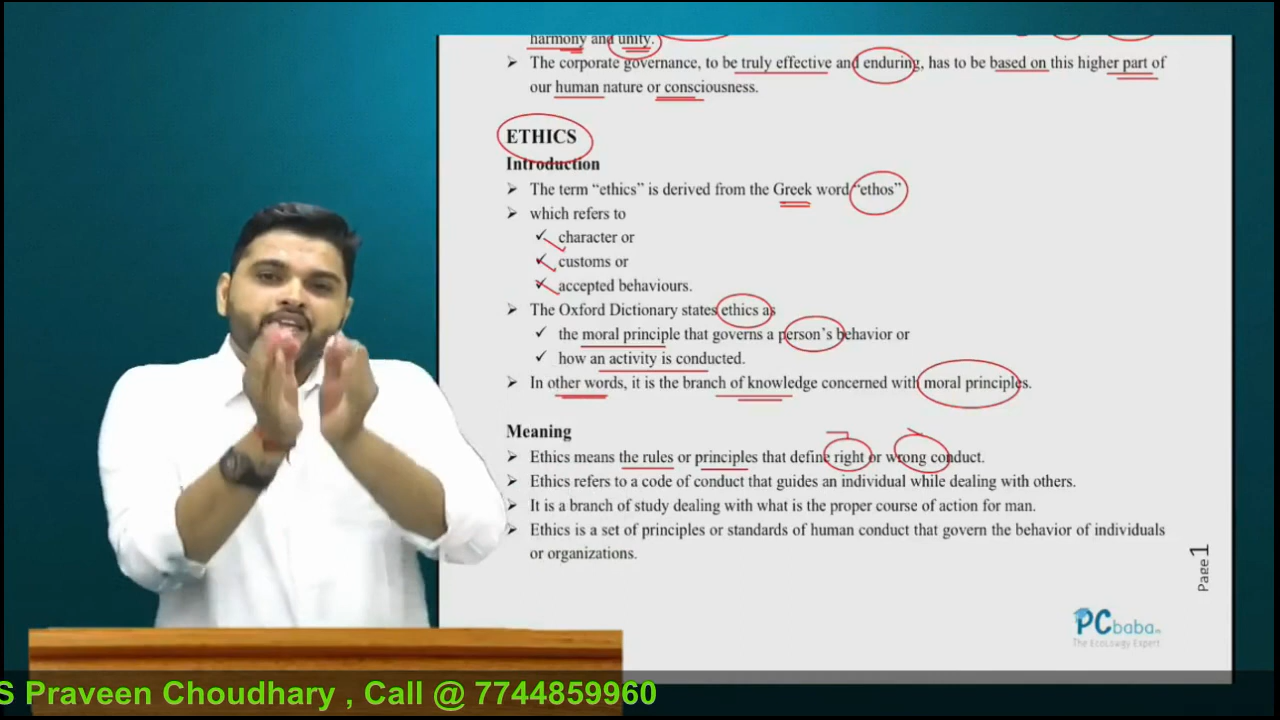 harmony and unity.
➢ The corporate governance, to be truly effective and enduring, has to be based on this higher part of
our human nature or consciousness.
ETHICS
Introduction
➢ The term “ethics” is derived from the Greek word “ethos”
➢ which refers to
✓ character or
✓ customs or
✓ accepted behaviours.
➢ The Oxford Dictionary states ethics as
✓ the moral principle that governs a person’s behavior or
✓ how an activity is conducted.
➢ In other words, it is the branch of knowledge concerned with moral principles.
Meaning
➢ Ethics means the rules or principles that define right or wrong conduct.
➢ Ethics refers to a code of conduct that guides an individual while dealing with others.
➢ It is a branch of study dealing with what is the proper course of action for man.
➢ Ethics is a set of principles or standards of human conduct that govern the behavior of individuals
or organizations.
Page1
PCbaba
The EcoLawgy Expert
S Praveen Choudhary , Call @ 7744859960